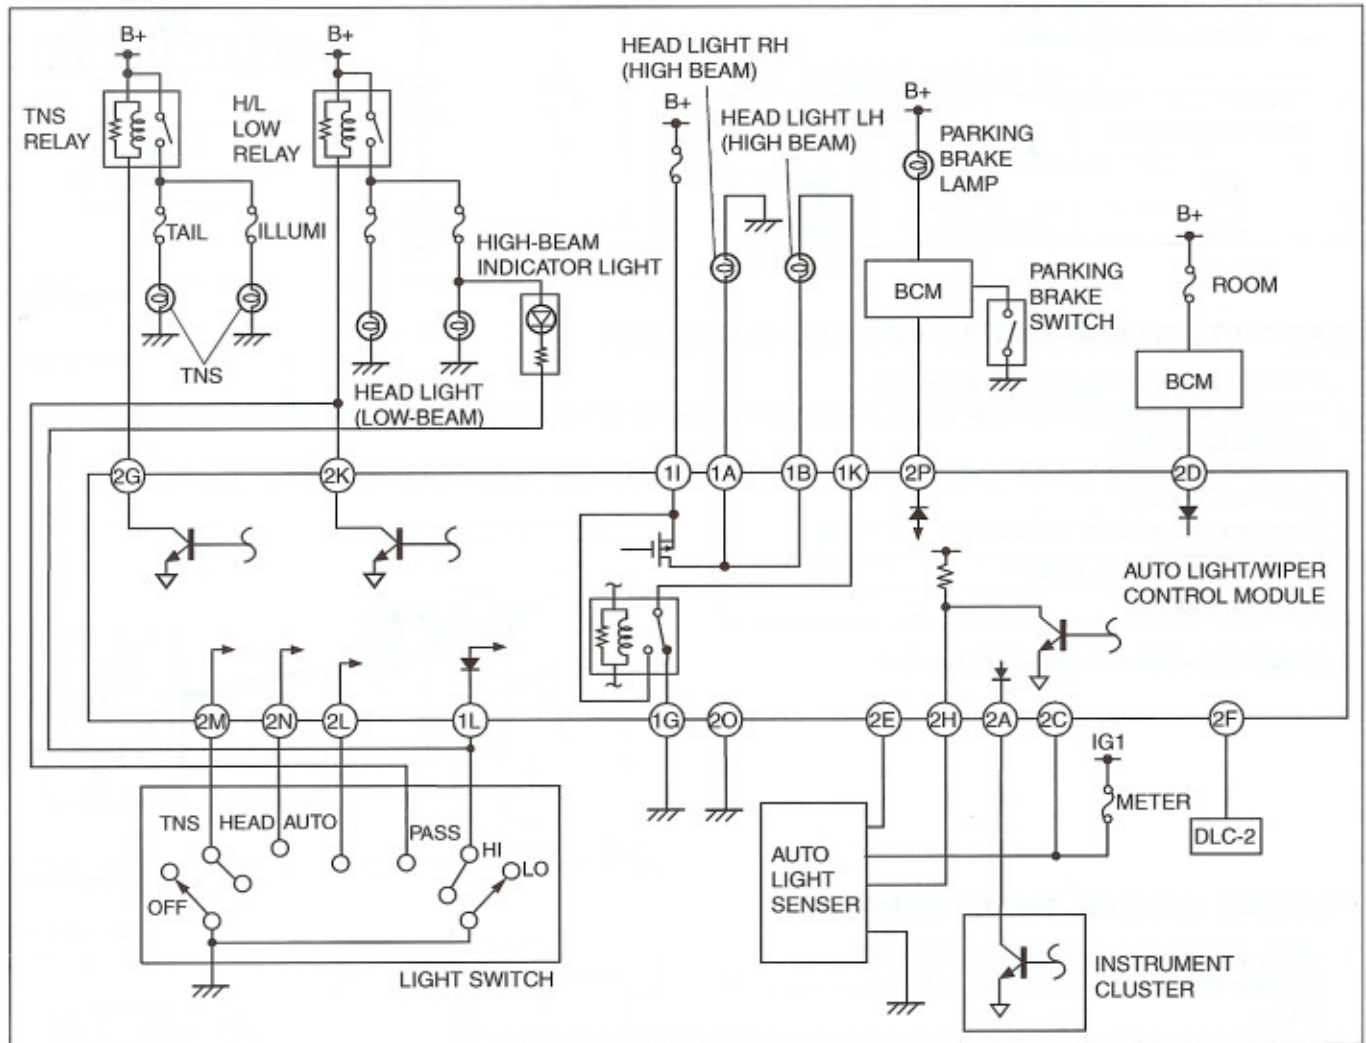 B+
B+
HEAD LIGHT RH
(HIGH BEAM)
B+
HEAD LIGHT LH
(HIGH BEAM)
B+
TNS
RELAY
H/L
LOW
RELAY
PARKING
BRAKE
LAMP
B+
TAIL
ILLUMI
HIGH-BEAM
INDICATOR LIGHT
BCM
PARKING
BRAKE
SWITCH
ROOM
TNS
HEAD LIGHT
(LOW-BEAM)
BCM
2G
2K
1I
1A
1B
1K
2P
2D
AUTO LIGHT/WIPER
CONTROL MODULE
2M
2N
2L
1L
1G
2O
2E
2H
2A
2C
2F
IG1
METER
TNS
HEAD
AUTO
PASS
HI
LO
OFF
DLC-2
AUTO
LIGHT
SENSER
LIGHT SWITCH
INSTRUMENT
CLUSTER